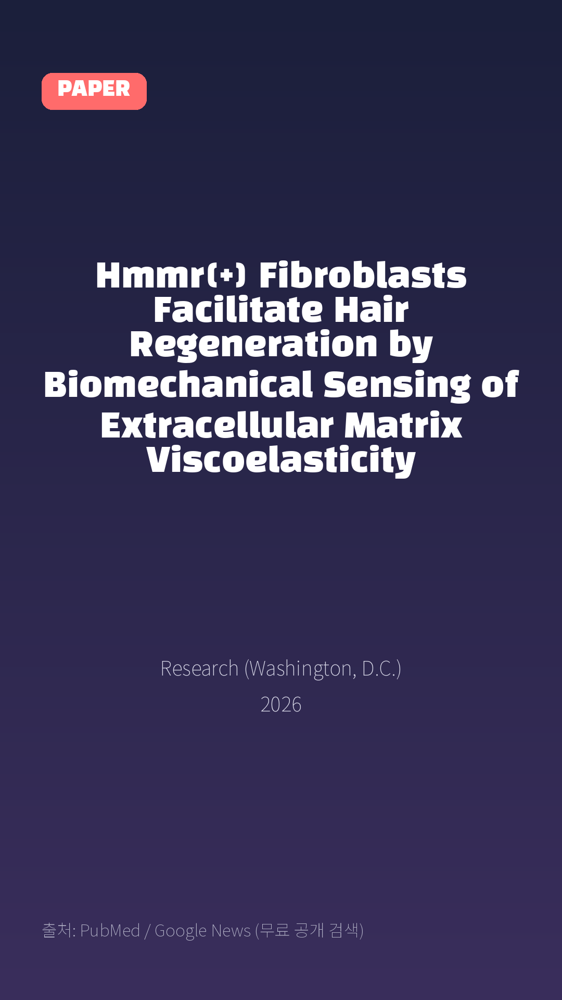 PAPER
Hmmr(+) Fibroblasts
Facilitate Hair
Regeneration by
Biomechanical Sensing of
Extracellular Matrix
Viscoelasticity
Research (Washington, D.C.)
2026
출처: PubMed / Google News (무료 공개 검색)